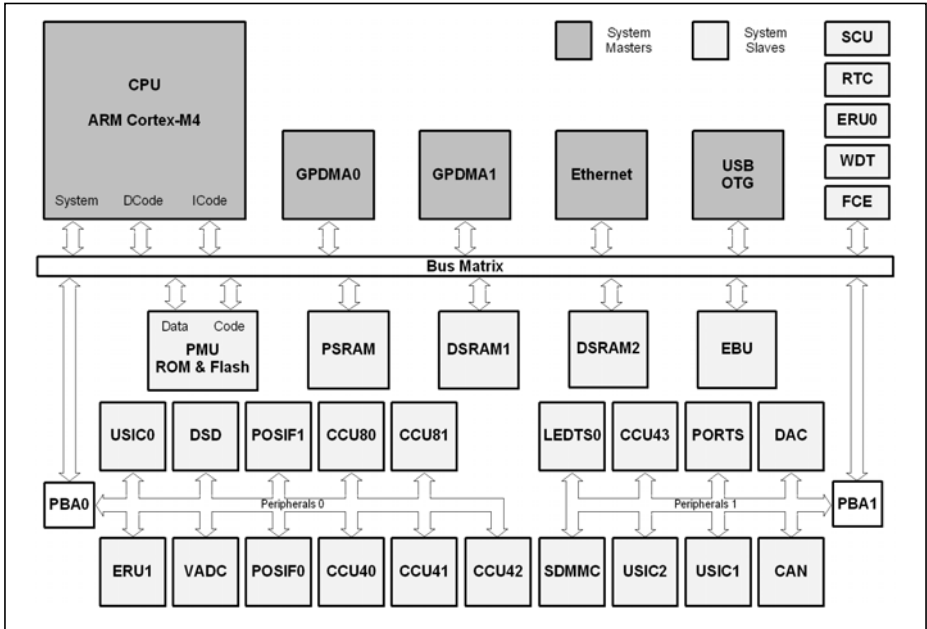 CPU
ARM Cortex-M4
System DCode ICode
GPDMA0
GPDMA1
Ethernet
USB
OTG
System
Masters
System
Slaves
SCU
RTC
ERU0
WDT
FCE
Bus Matrix
Data Code
PMU
ROM & Flash
PSRAM
DSRAM1
DSRAM2
EBU
USIC0
DSD
POSIF1
CCU80
CCU81
LEDTS0
CCU43
PORTS
DAC
PBA0
Peripherals 0
Peripherals 1
PBA1
ERU1
VADC
POSIF0
CCU40
CCU41
CCU42
SDMMC
USIC2
USIC1
CAN